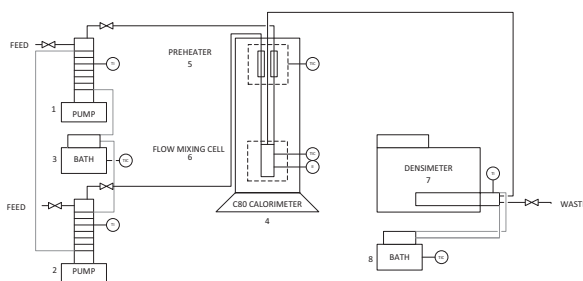 FEED
TI
PREHEATER
5
TIC
1
PUMP
3
BATH
TIC
FLOW MIXING CELL
6
TIC
DENSIMETER
7
TI
FEED
TI
C80 CALORIMETER
4
WAST
2
PUMP
8
BATH
TIC